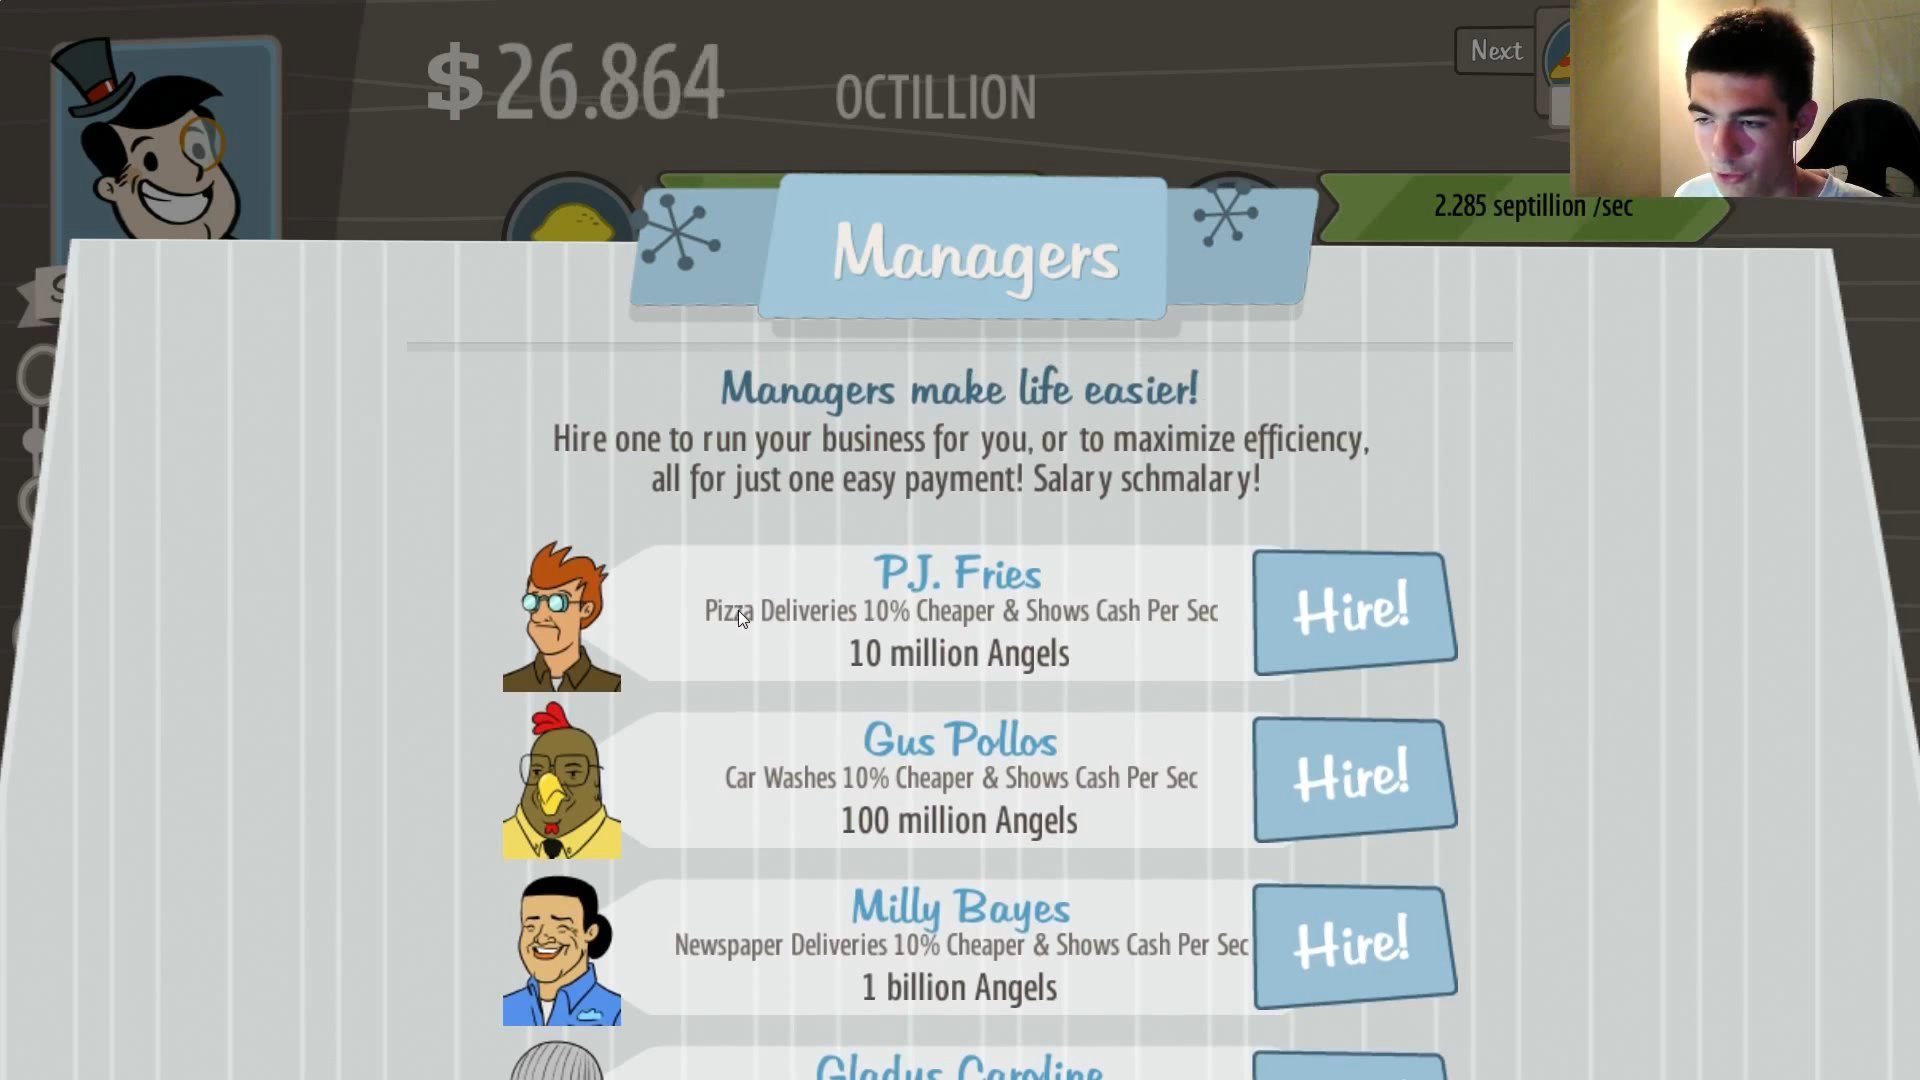 $26.864 OCTILLION
Next
2.285 septillion /sec
Managers
Managers make life easier!
Hire one to run your business for you, or to maximize efficiency,
all for just one easy payment! Salary schmalary!
P.J. Fries
Pizza Deliveries 10% Cheaper & Shows Cash Per Sec
10 million Angels
Hire!
Gus Pollos
Car Washes 10% Cheaper & Shows Cash Per Sec
100 million Angels
Hire!
Milly Bayes
Newspaper Deliveries 10% Cheaper & Shows Cash Per Sec
1 billion Angels
Hire!
Gladys Caroline